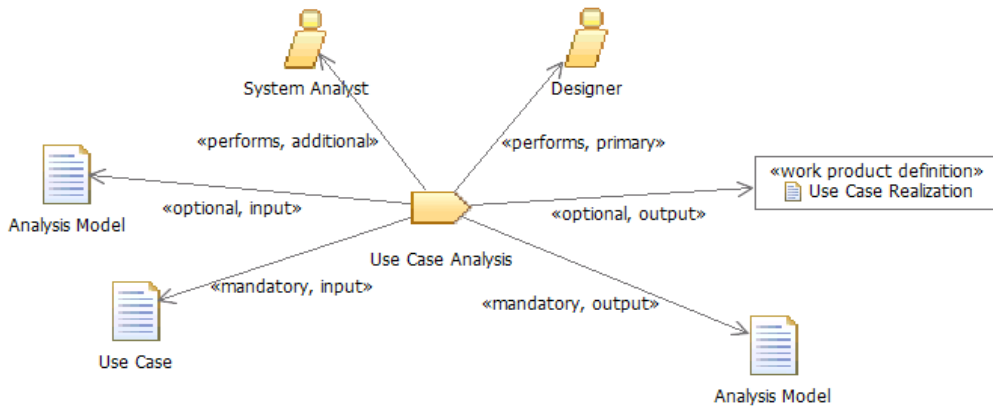 System Analyst
Designer
«performs, additional»
«performs, primary»
«work product definition»
Use Case Realization
Analysis Model
«optional, input»
«optional, output»
Use Case Analysis
«mandatory, input»
«mandatory, output»
Use Case
Analysis Model